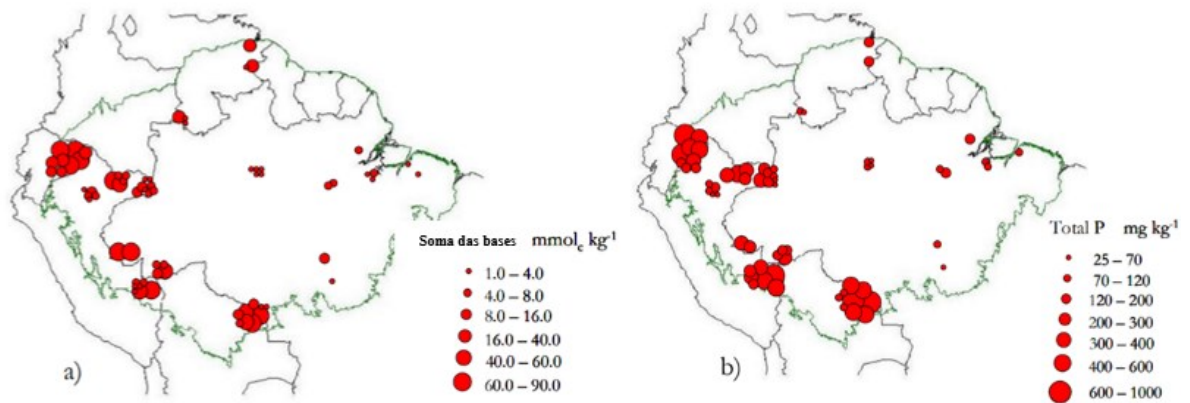 Soma das bases mmol_c kg⁻¹
1.0 – 4.0
4.0 – 8.0
8.0 – 16.0
16.0 – 40.0
40.0 – 60.0
60.0 – 90.0
a)
Total P mg kg⁻¹
25 – 70
70 – 120
120 – 200
200 – 300
300 – 400
400 – 600
600 – 1000
b)